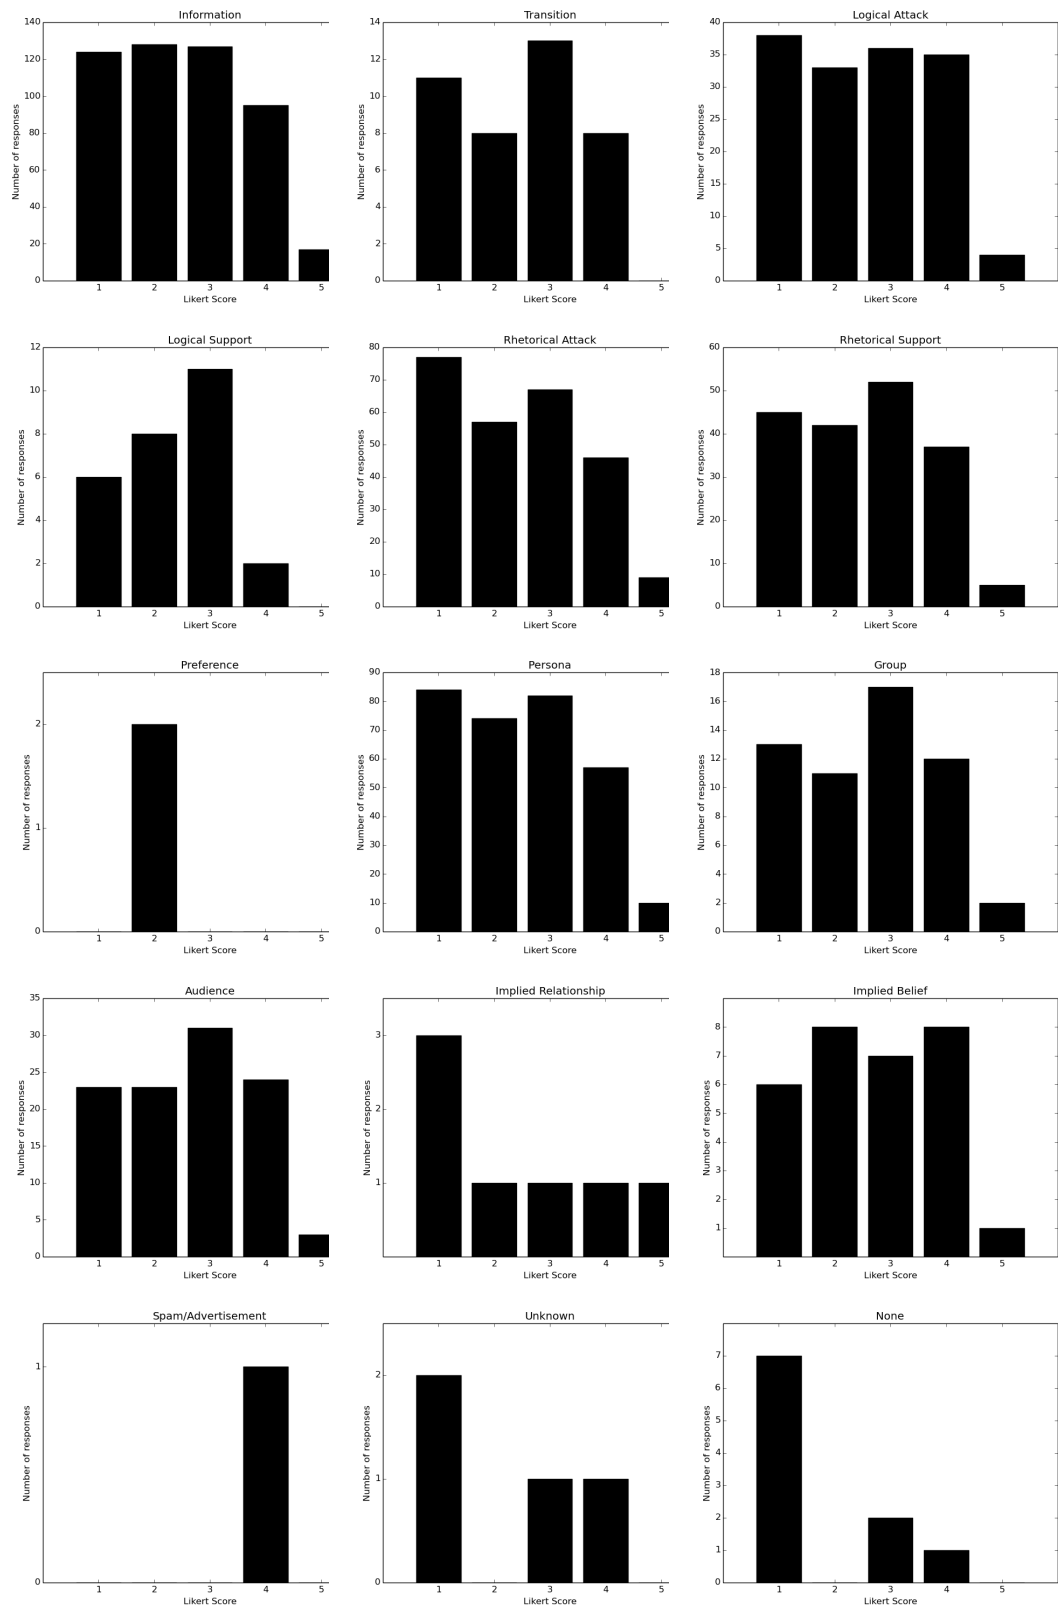 Information
Number of responses
140
120
100
80
60
40
20
0
1 2 3 4 5
Likert Score
Transition
Number of responses
14
12
10
8
6
4
2
0
1 2 3 4 5
Likert Score
Logical Attack
Number of responses
40
35
30
25
20
15
10
5
0
1 2 3 4 5
Likert Score
Logical Support
Number of responses
12
10
8
6
4
2
0
1 2 3 4 5
Likert Score
Rhetorical Attack
Number of responses
80
70
60
50
40
30
20
10
0
1 2 3 4 5
Likert Score
Rhetorical Support
Number of responses
60
50
40
30
20
10
0
1 2 3 4 5
Likert Score
Preference
Number of responses
2
1
0
1 2 3 4 5
Likert Score
Persona
Number of responses
90
80
70
60
50
40
30
20
10
0
1 2 3 4 5
Likert Score
Group
Number of responses
18
16
14
12
10
8
6
4
2
0
1 2 3 4 5
Likert Score
Audience
Number of responses
35
30
25
20
15
10
5
0
1 2 3 4 5
Likert Score
Implied Relationship
Number of responses
3
2
1
1 2 3 4 5
Likert Score
Implied Belief
Number of responses
8
7
6
5
4
3
2
1
1 2 3 4 5
Likert Score
Spam/Advertisement
Number of responses
1
0
1 2 3 4 5
Likert Score
Unknown
Number of responses
2
1
0
1 2 3 4 5
Likert Score
None
Number of responses
7
6
5
4
3
2
1
0
1 2 3 4 5
Likert Score